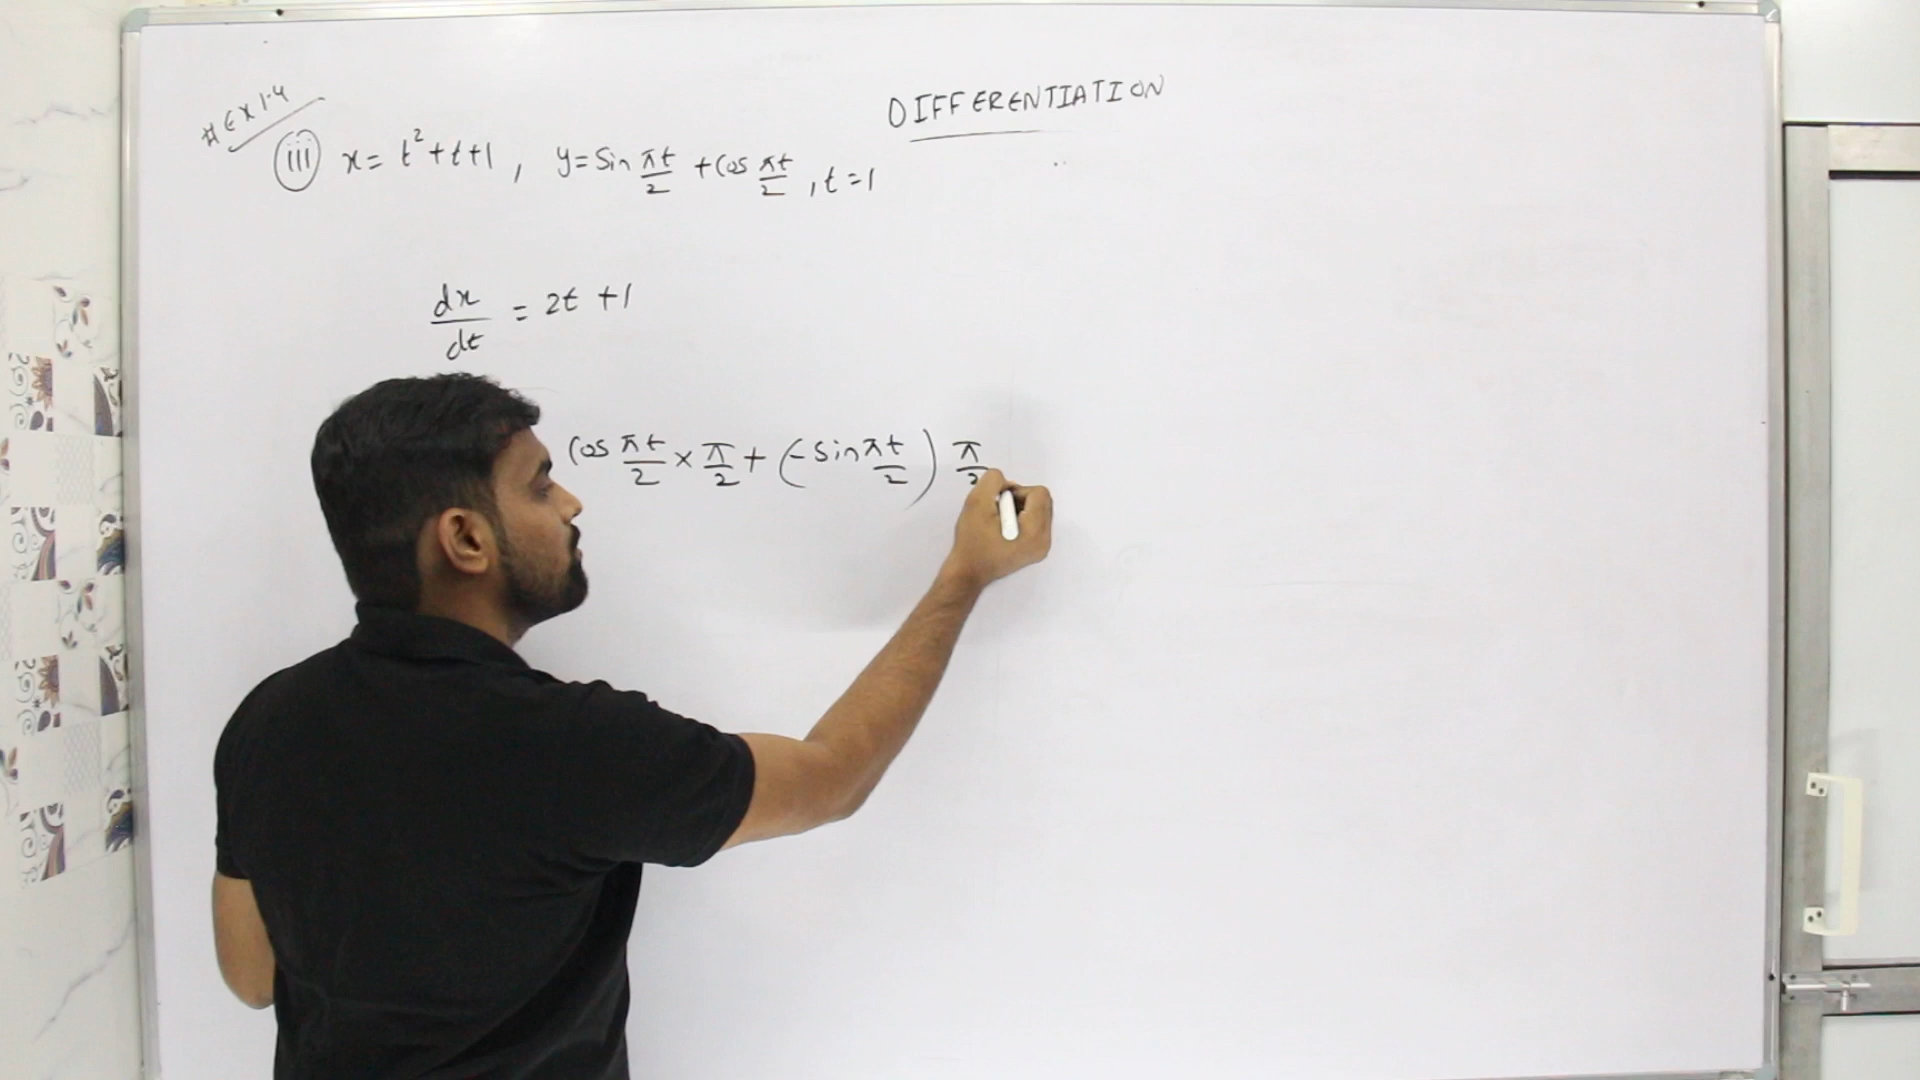 # EX 1.4
DIFFERENTIATION
(iii) x = t² + t + 1 , y = Sin πt/2 + Cos πt/2 , t = 1
dx/dt = 2t + 1
Cos πt/2 × π/2 + (-Sin πt/2) π/2